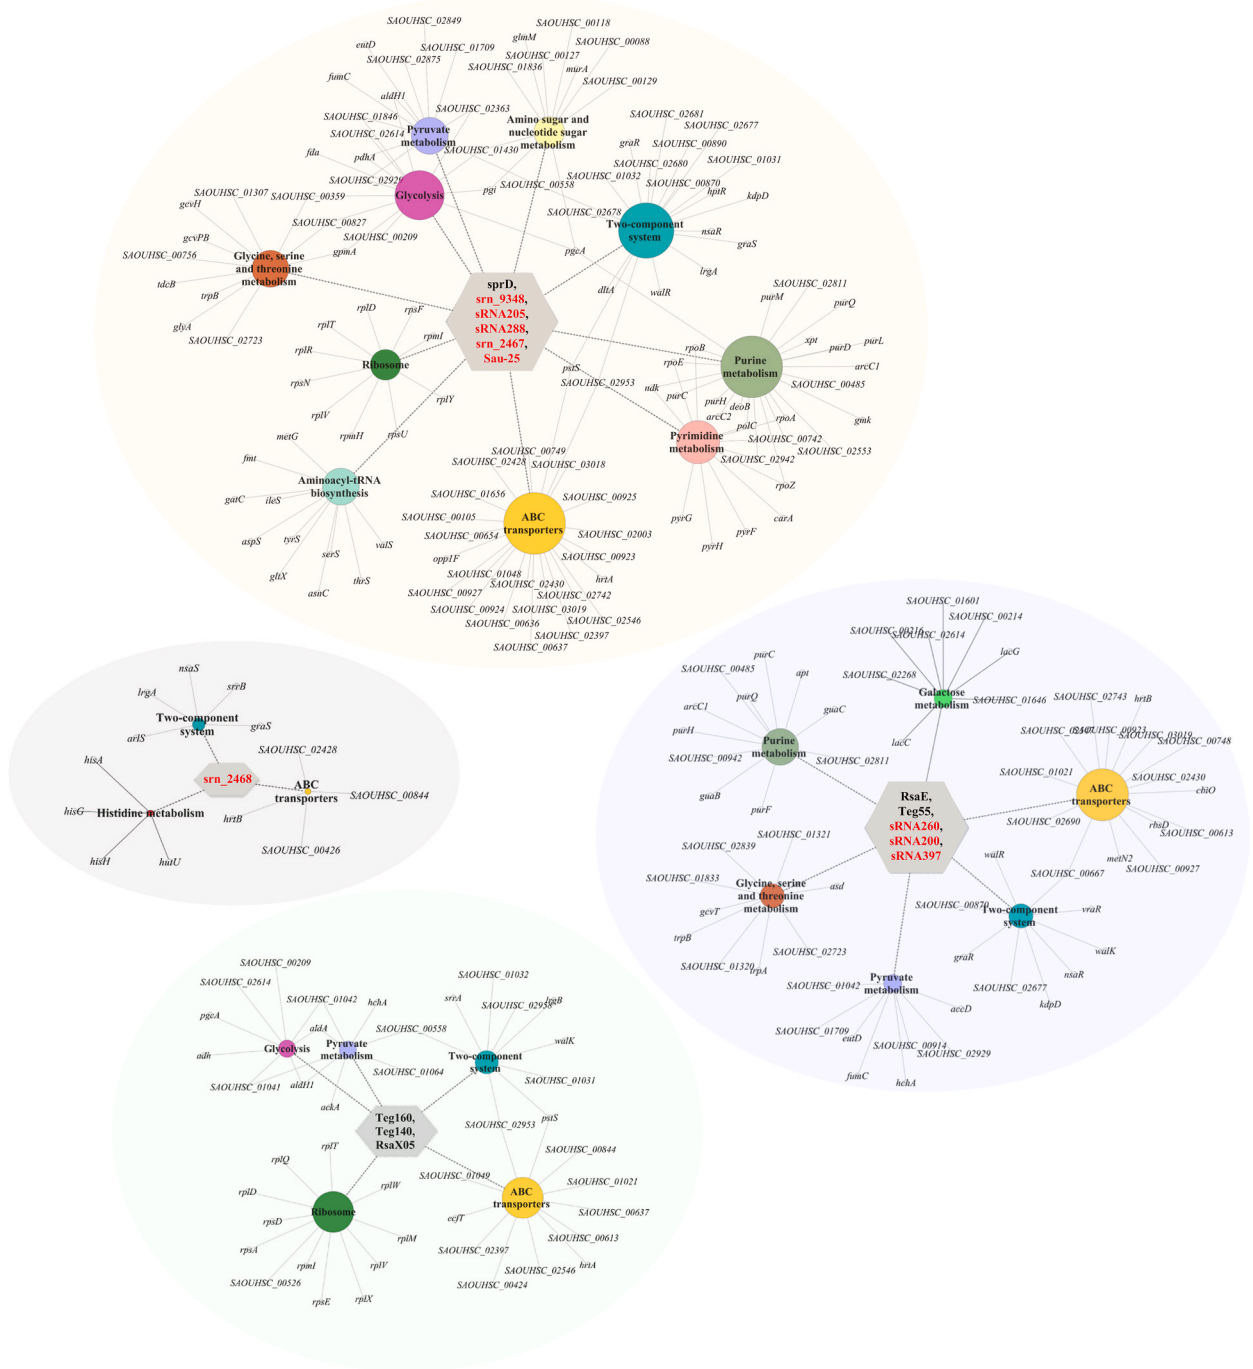 SAOUHSC_02849
eutD
SAOUHSC_01709
SAOUHSC_02875
fumC
aldH1
SAOUHSC_02363
SAOUHSC_01846
SAOUHSC_02614
Pyruvate
metabolism
SAOUHSC_01430
fda
pdhA
SAOUHSC_02929
Glycolysis
pgi
SAOUHSC_00118
glmM
SAOUHSC_00088
SAOUHSC_00127
SAOUHSC_01836
murA
SAOUHSC_00129
Amino sugar and
nucleotide sugar
metabolism
SAOUHSC_00558
SAOUHSC_02681
SAOUHSC_02677
graR
SAOUHSC_00890
SAOUHSC_02680
SAOUHSC_01031
SAOUHSC_01032
SAOUHSC_00870
hptR
kdpD
SAOUHSC_02678
Two-component
system
nsaR
graS
lrgA
walR
dltA
pgcA
SAOUHSC_01307
SAOUHSC_00359
gcvH
SAOUHSC_00827
gcvPB
SAOUHSC_00209
SAOUHSC_00756
gpmA
Glycine, serine
and threonine
metabolism
tdcB
trpB
glyA
SAOUHSC_02723
sprD,
srn_9348,
sRNA205,
sRNA288,
srn_2467,
Sau-25
rplD
rpsF
rplT
rpmI
rplR
Ribosome
rpsN
rplY
rplV
rpmH
rpsU
metG
fmt
Aminoacyl-tRNA
biosynthesis
gatC
ileS
aspS
tyrS
valS
serS
gltX
thrS
asnC
SAOUHSC_02811
purM
purQ
xpt
purD
purL
Purine
metabolism
arcC1
SAOUHSC_00485
gmk
rpoB
rpoE
ndk
purC
purH
deoB
arcC2
rpoA
polC
SAOUHSC_00742
SAOUHSC_02553
Pyrimidine
metabolism
SAOUHSC_02942
rpoZ
pyrG
carA
pyrF
pyrH
pstS
SAOUHSC_02953
SAOUHSC_00749
SAOUHSC_02428
SAOUHSC_03018
SAOUHSC_01656
SAOUHSC_00925
SAOUHSC_00105
ABC
transporters
SAOUHSC_00654
SAOUHSC_02003
opp1F
SAOUHSC_00923
SAOUHSC_01048
hrtA
SAOUHSC_02430
SAOUHSC_00927
SAOUHSC_02742
SAOUHSC_00924
SAOUHSC_03019
SAOUHSC_02546
SAOUHSC_00636
SAOUHSC_02397
SAOUHSC_00637
nsaS
lrgA
srrB
Two-component
system
graS
arlS
SAOUHSC_02428
hisA
srn_2468
ABC
transporters
SAOUHSC_00844
hisG
Histidine metabolism
hrtB
SAOUHSC_00426
hisH
hutU
SAOUHSC_01601
SAOUHSC_00214
SAOUHSC_00216
SAOUHSC_02614
lacG
SAOUHSC_02268
Galactose
metabolism
SAOUHSC_01646
lacC
purC
SAOUHSC_00485
apt
purQ
arcC1
guaC
purH
Purine
metabolism
SAOUHSC_00942
SAOUHSC_02811
guaB
purF
SAOUHSC_02743
hrtB
SAOUHSC_00923
SAOUHSC_03019
SAOUHSC_00748
SAOUHSC_01021
SAOUHSC_02430
ABC
transporters
chiO
SAOUHSC_02690
rbsD
SAOUHSC_00613
metN2
SAOUHSC_00927
SAOUHSC_00667
RsaE,
Teg55,
sRNA260,
sRNA200,
sRNA397
SAOUHSC_01321
SAOUHSC_02839
SAOUHSC_01833
Glycine, serine
and threonine
metabolism
asd
gcvT
trpB
SAOUHSC_02723
SAOUHSC_01320
trpA
walR
SAOUHSC_00870
Two-component
system
vraR
walK
graR
nsaR
SAOUHSC_02677
kdpD
SAOUHSC_01042
Pyruvate
metabolism
accD
SAOUHSC_01709
eutD
SAOUHSC_00914
SAOUHSC_02929
fumC
hchA
SAOUHSC_00209
SAOUHSC_02614
SAOUHSC_01042
hchA
pgcA
aldA
SAOUHSC_00558
Glycolysis
Pyruvate
metabolism
adh
SAOUHSC_01064
SAOUHSC_01041
aldH1
ackA
SAOUHSC_01032
srrA
SAOUHSC_02958
lrgB
walK
Two-component
system
SAOUHSC_01031
pstS
SAOUHSC_02953
Teg160,
Teg140,
RsaX05
rplT
rplQ
rplW
rplD
rpsD
Ribosome
rpsA
rplM
rpmI
rplV
SAOUHSC_00526
rpsE
rplX
SAOUHSC_00844
SAOUHSC_01049
SAOUHSC_01021
ABC
transporters
SAOUHSC_00637
ecfT
SAOUHSC_00613
SAOUHSC_02397
SAOUHSC_02546
hrtA
SAOUHSC_00424